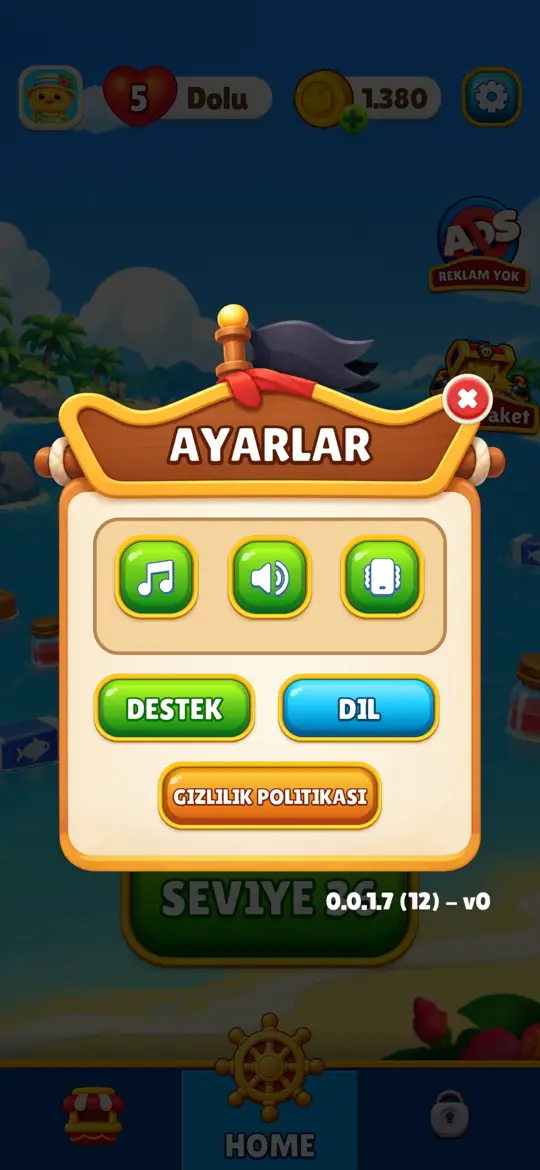 5
Dolu
1.380
ADS
REKLAM YOK
aket
AYARLAR
DESTEK
DIL
GIZLILIK POLITIKASI
SEVIYE
0.0.1.7 (12) – v0
HOME